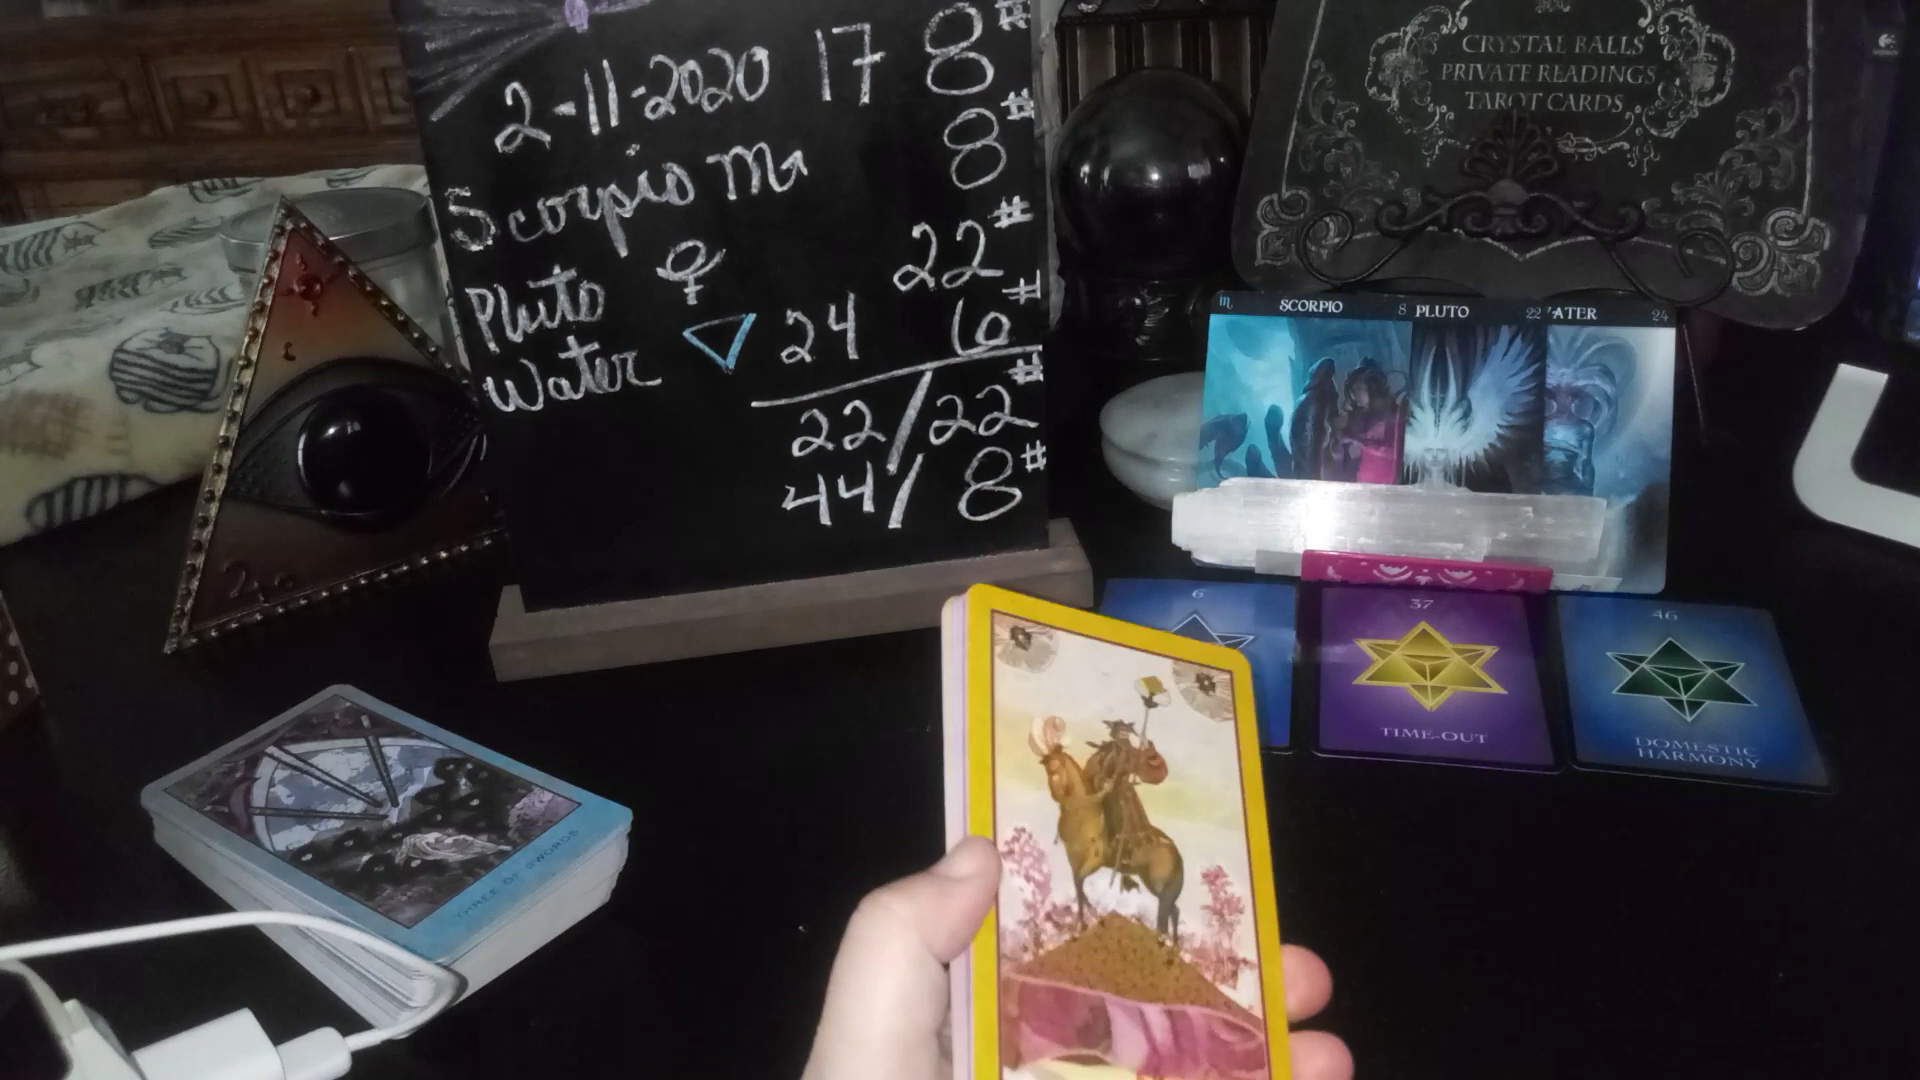 2-11-2020 17 8#
Scorpio 8#
Pluto 22#
Water 24 6#
22/22#
44/8#
CRYSTAL BALLS
PRIVATE READINGS
TAROT CARDS
SCORPIO 8 PLUTO 22 ATER 24
6
37
TIME-OUT
46
DOMESTIC
HARMONY
THREE OF SWORDS